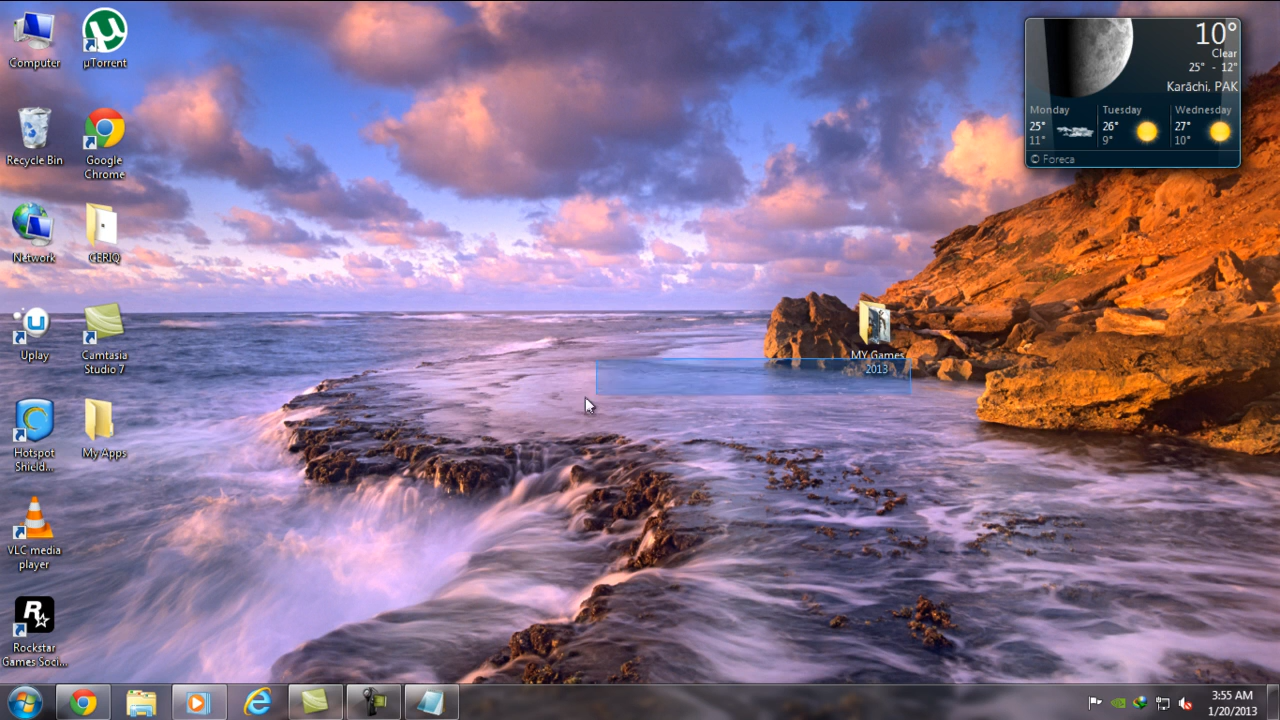 Computer
µTorrent
Recycle Bin
Google
Chrome
Network
CERIQ
Uplay
Camtasia
Studio 7
Hotspot
Shield...
My Apps
VLC media
player
R
Rockstar
Games Soci...
MY Games
2013
10°
Clear
25° - 12°
Karāchi, PAK
Monday
25°
11°
Tuesday
26°
9°
Wednesday
27°
10°
© Foreca
3:55 AM
1/20/2013